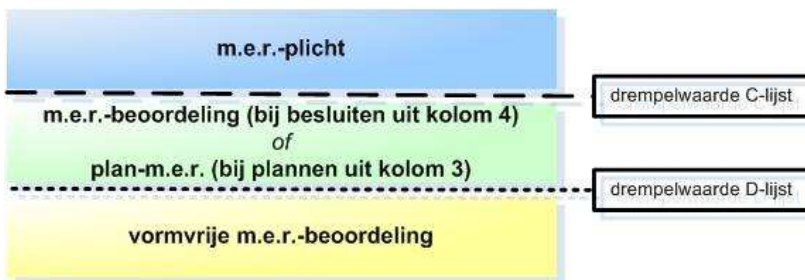 m.e.r.-plicht
drempelwaarde C-lijst
m.e.r.-beoordeling (bij besluiten uit kolom 4)
of
plan-m.e.r. (bij plannen uit kolom 3)
drempelwaarde D-lijst
vormvrije m.e.r.-beoordeling